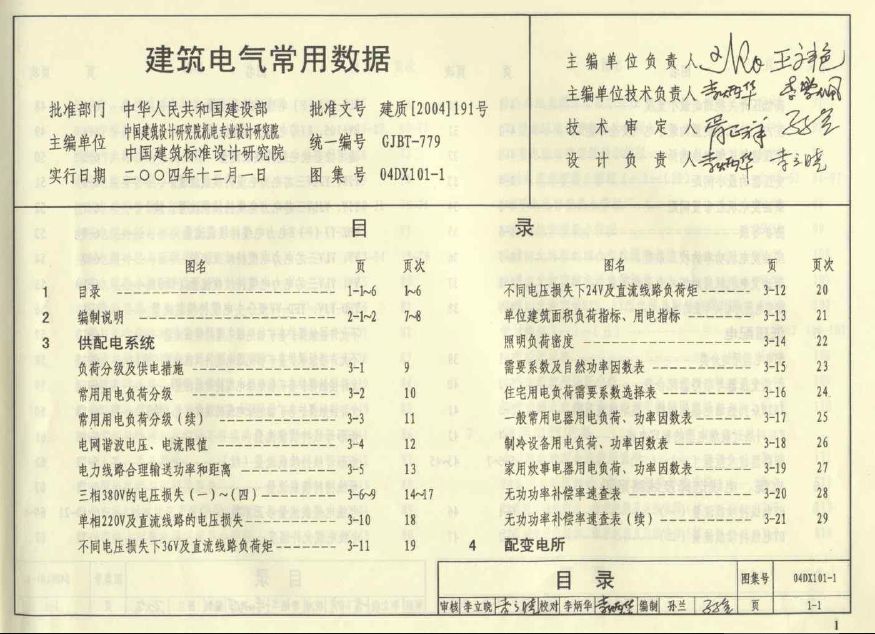 建筑电气常用数据
批准部门 中华人民共和国建设部 批准文号 建质[2004]191号
主编单位 中国建筑设计研究院机电专业设计研究院 中国建筑标准设计研究院 统一编号 GJBT-779
实行日期 二〇〇四年十二月一日 图集号 04DX101-1
主编单位负责人
主编单位技术负责人
技术审定人
设计负责人
目录
图名 页 页次
1 目录 1-1~6 1~6
2 编制说明 2-1~2 7~8
3 供配电系统
负荷分级及供电措施 3-1 9
常用用电负荷分级 3-2 10
常用用电负荷分级(续) 3-3 11
电网谐波电压、电流限值 3-4 12
电力线路合理输送功率和距离 3-5 13
三相380V的电压损失(一)~(四) 3-6~9 14~17
单相220V及直流线路的电压损失 3-10 18
不同电压损失下36V及直流线路负荷矩 3-11 19
图名 页 页次
不同电压损失下24V及直流线路负荷矩 3-12 20
单位建筑面积负荷指标、用电指标 3-13 21
照明负荷密度 3-14 22
需要系数及自然功率因数表 3-15 23
住宅用电负荷需要系数选择表 3-16 24
一般常用电器用电负荷、功率因数表 3-17 25
制冷设备用电负荷、功率因数表 3-18 26
家用炊事电器用电负荷、功率因数表 3-19 27
无功功率补偿率速查表 3-20 28
无功功率补偿率速查表(续) 3-21 29
4 配变电所
目录 图集号 04DX101-1
审核 李立晓 校对 李炳华 编制 孙兰 页 1-1
1